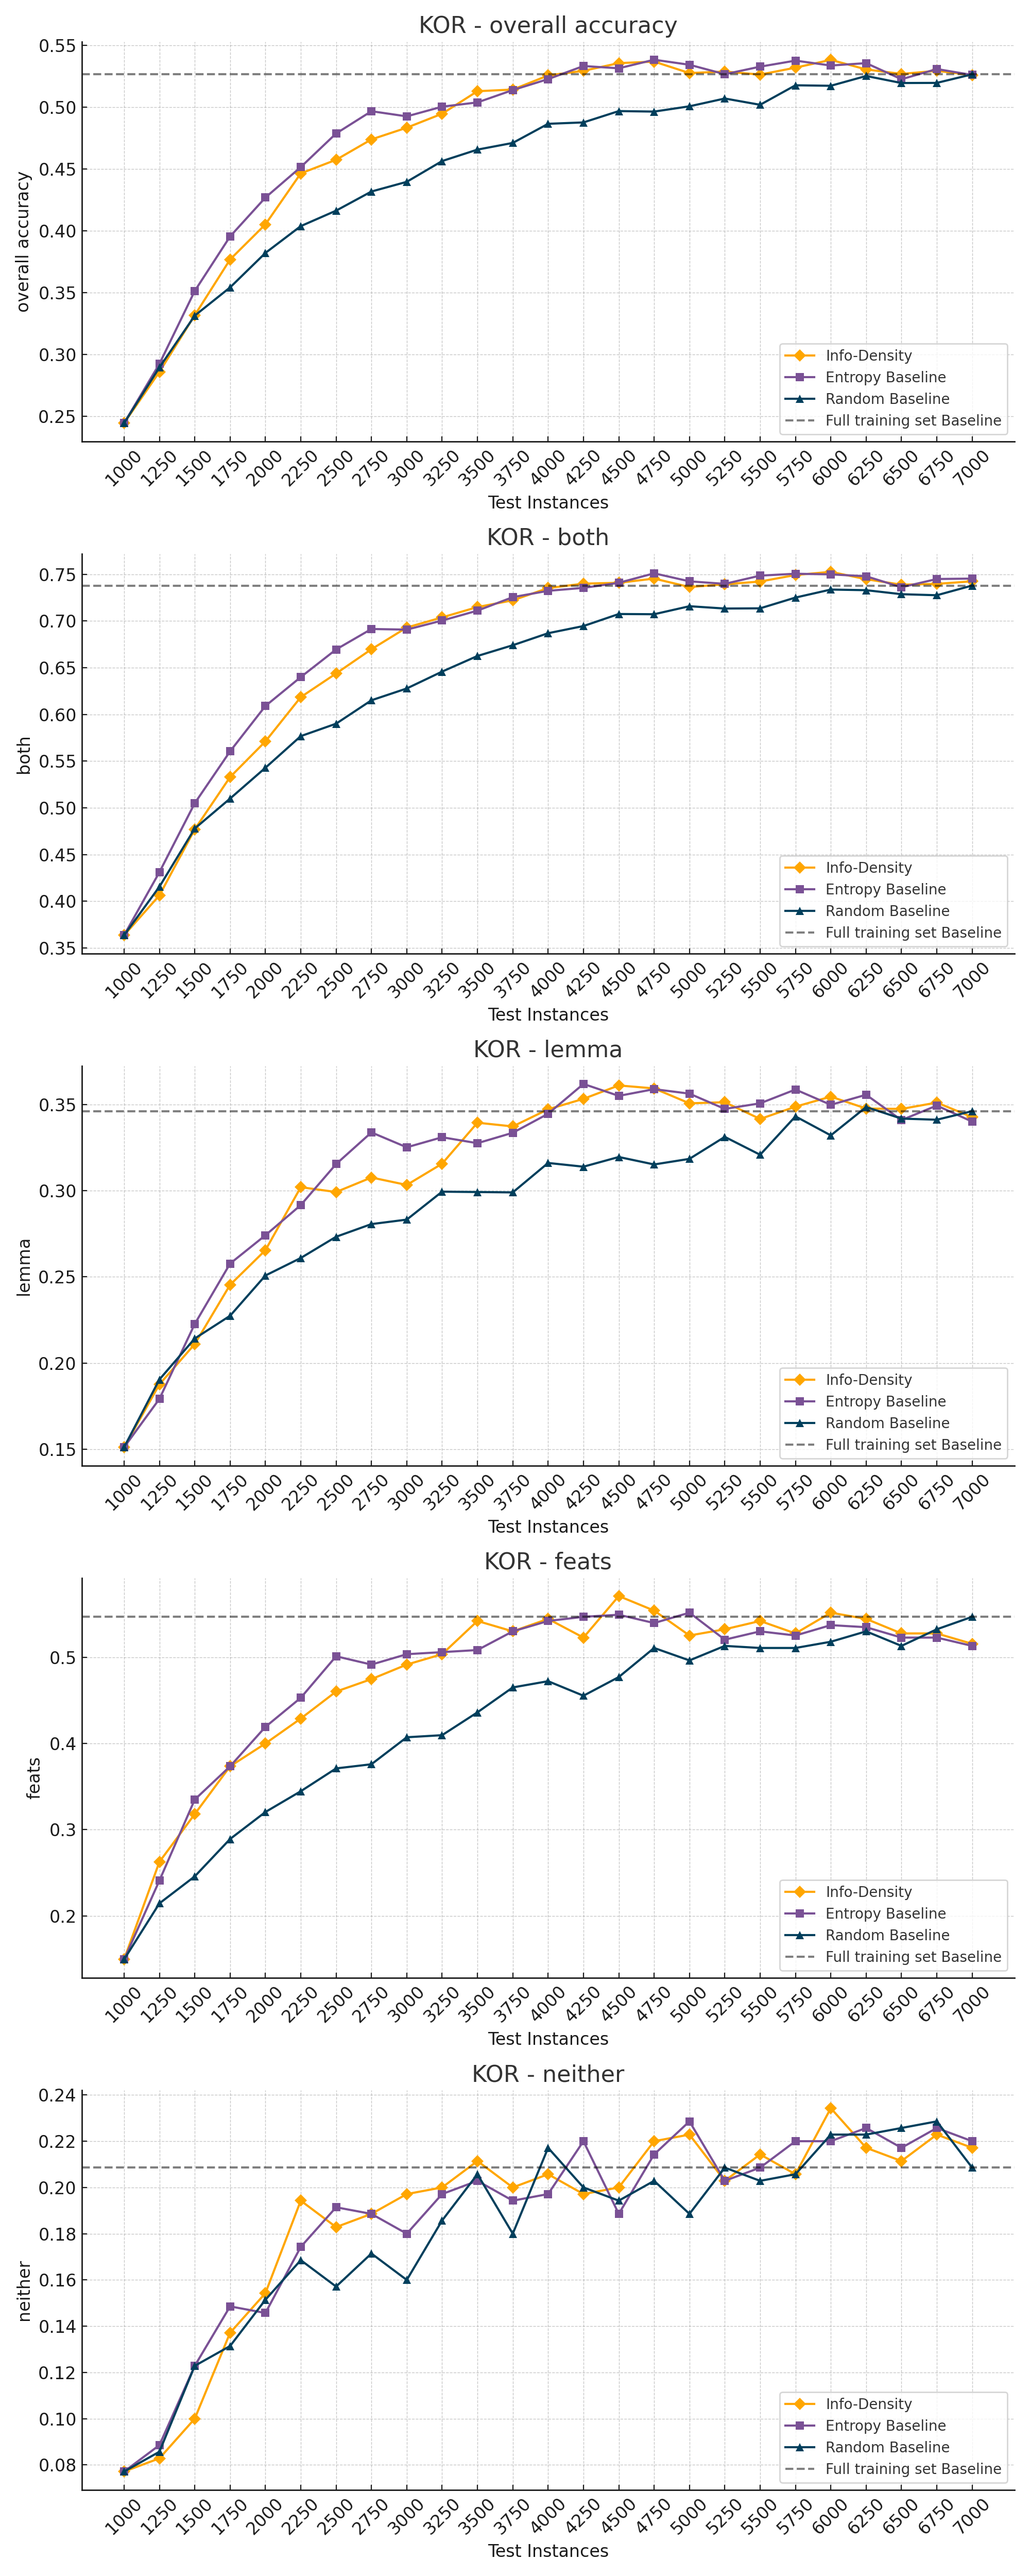 KOR - overall accuracy
overall accuracy
0.55
0.50
0.45
0.40
0.35
0.30
0.25
Info-Density
Entropy Baseline
Random Baseline
Full training set Baseline
1000 1250 1500 1750 2000 2250 2500 2750 3000 3250 3500 3750 4000 4250 4500 4750 5000 5250 5500 5750 6000 6250 6500 6750 7000
Test Instances
KOR - both
both
0.75
0.70
0.65
0.60
0.55
0.50
0.45
0.40
0.35
Info-Density
Entropy Baseline
Random Baseline
Full training set Baseline
1000 1250 1500 1750 2000 2250 2500 2750 3000 3250 3500 3750 4000 4250 4500 4750 5000 5250 5500 5750 6000 6250 6500 6750 7000
Test Instances
KOR - lemma
lemma
0.35
0.30
0.25
0.20
0.15
Info-Density
Entropy Baseline
Random Baseline
Full training set Baseline
1000 1250 1500 1750 2000 2250 2500 2750 3000 3250 3500 3750 4000 4250 4500 4750 5000 5250 5500 5750 6000 6250 6500 6750 7000
Test Instances
KOR - feats
feats
0.5
0.4
0.3
0.2
Info-Density
Entropy Baseline
Random Baseline
Full training set Baseline
1000 1250 1500 1750 2000 2250 2500 2750 3000 3250 3500 3750 4000 4250 4500 4750 5000 5250 5500 5750 6000 6250 6500 6750 7000
Test Instances
KOR - neither
neither
0.24
0.22
0.20
0.18
0.16
0.14
0.12
0.10
0.08
Info-Density
Entropy Baseline
Random Baseline
Full training set Baseline
1000 1250 1500 1750 2000 2250 2500 2750 3000 3250 3500 3750 4000 4250 4500 4750 5000 5250 5500 5750 6000 6250 6500 6750 7000
Test Instances